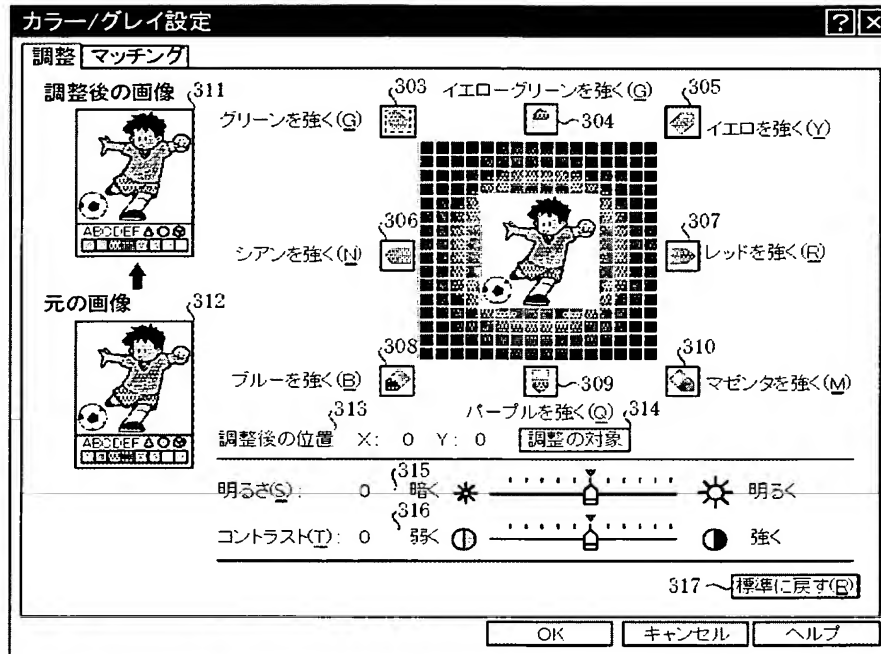 カラー/グレイ設定 ? ×
調整 マッチング
調整後の画像 311
ABCDEF
元の画像 312
ABCDEF
グリーンを強く(G) 303
イエローグリーンを強く(G) 304
305 イエロを強く(Y)
シアンを強く(N) 306
307 レッドを強く(R)
ブルーを強く(B) 308
309 パープルを強く(Q)
310 マゼンタを強く(M)
調整後の位置 313 X: 0 Y: 0 調整の対象 314
明るさ(S): 0 315 暗く 明るく
コントラスト(T): 0 316 弱く 強く
317 標準に戻す(R)
OK キャンセル ヘルプ